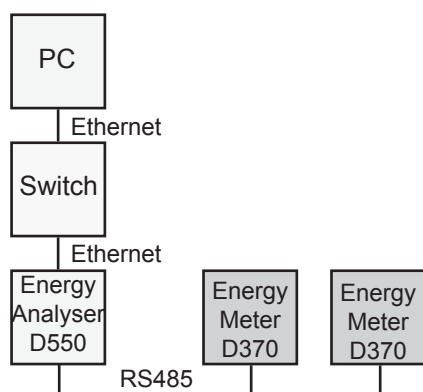 PC
Ethernet
Switch
Ethernet
Energy
Analyser
D550
Energy
Meter
D370
Energy
Meter
D370
RS485